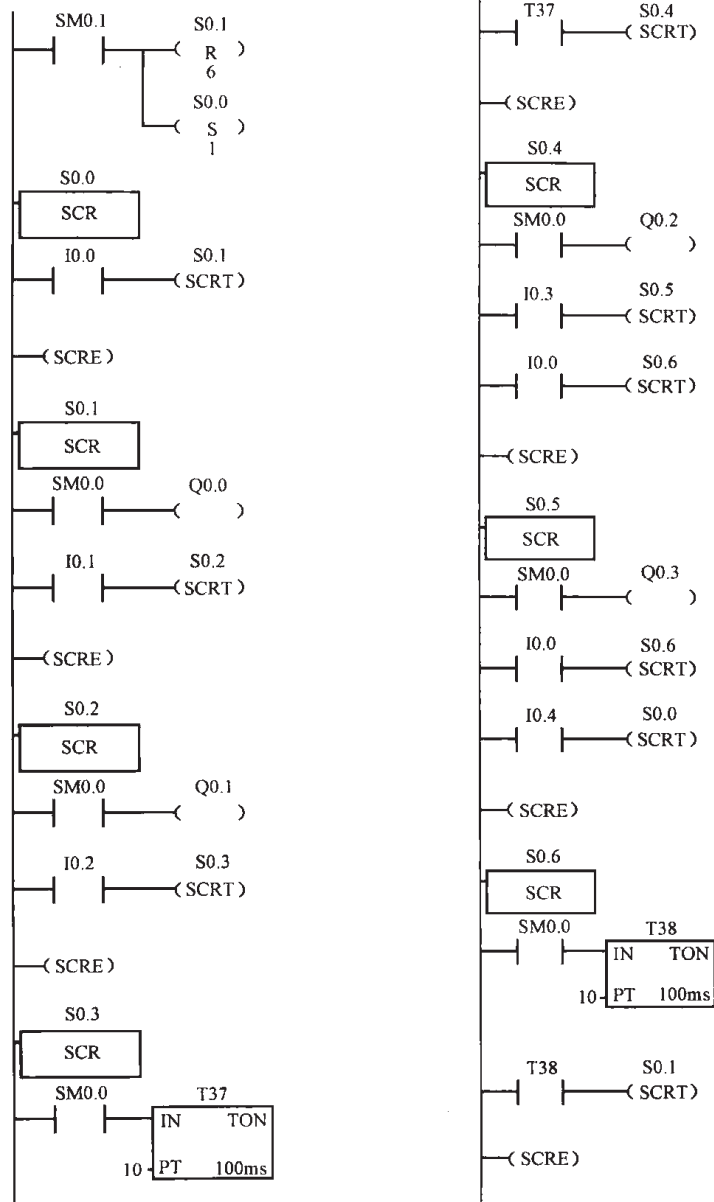 SM0.1 S0.1
( R )
6
S0.0
( S )
1
S0.0
SCR
I0.0 S0.1
(SCRT)
(SCRE)
S0.1
SCR
SM0.0 Q0.0
( )
I0.1 S0.2
(SCRT)
(SCRE)
S0.2
SCR
SM0.0 Q0.1
( )
I0.2 S0.3
(SCRT)
(SCRE)
S0.3
SCR
SM0.0 T37
IN TON
10 PT 100ms
T37 S0.4
(SCRT)
(SCRE)
S0.4
SCR
SM0.0 Q0.2
( )
I0.3 S0.5
(SCRT)
I0.0 S0.6
(SCRT)
(SCRE)
S0.5
SCR
SM0.0 Q0.3
( )
I0.0 S0.6
(SCRT)
I0.4 S0.0
(SCRT)
(SCRE)
S0.6
SCR
SM0.0 T38
IN TON
10 PT 100ms
T38 S0.1
(SCRT)
(SCRE)